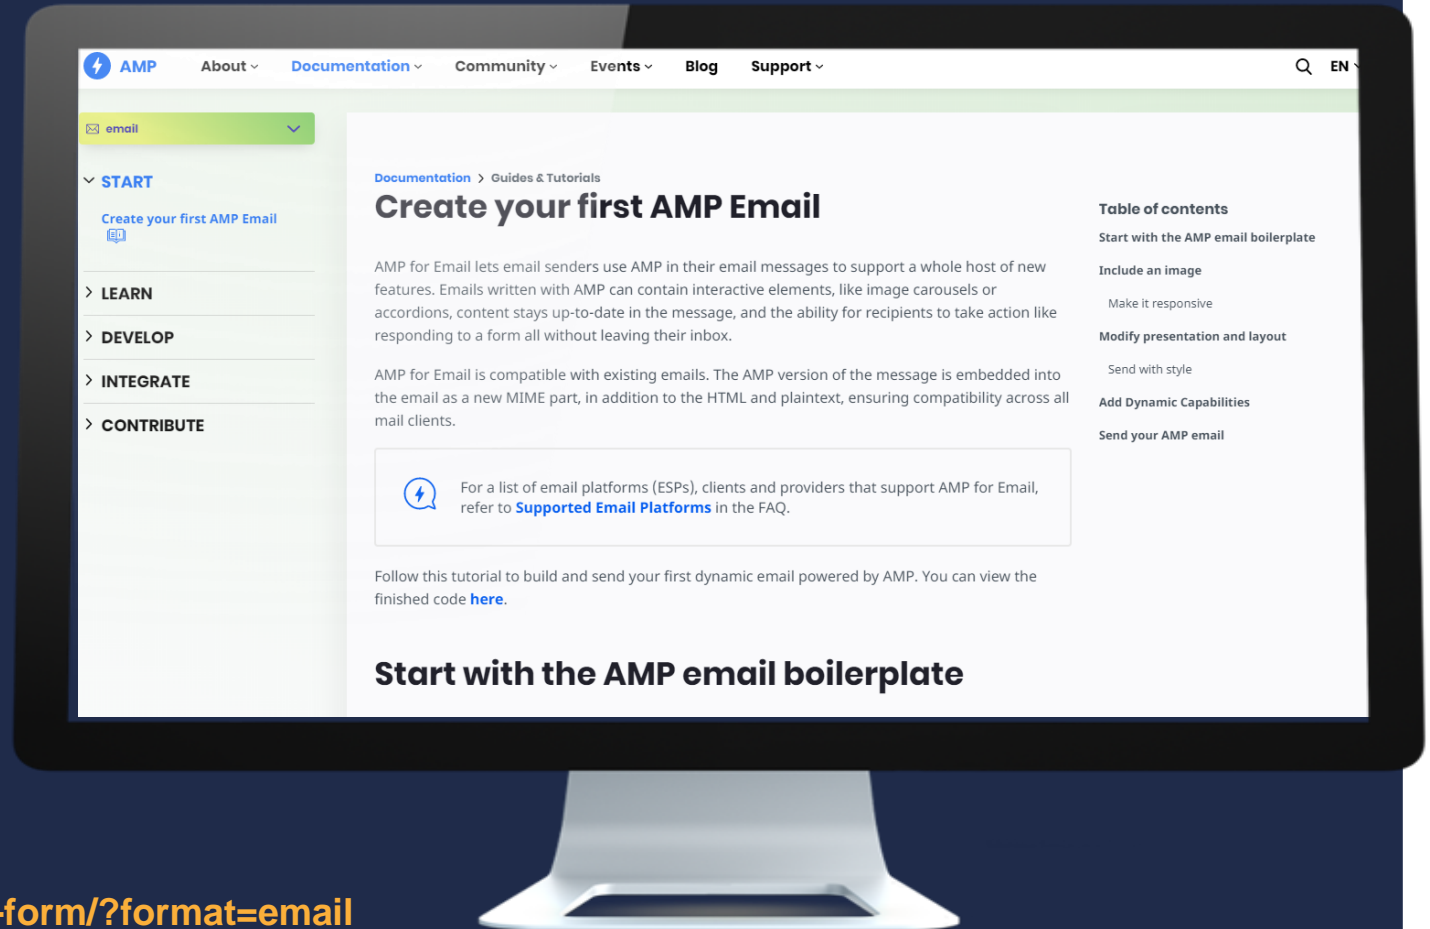 AMP About Documentation Community Events Blog Support EN
email
START
Create your first AMP Email
LEARN
DEVELOP
INTEGRATE
CONTRIBUTE
Documentation > Guides & Tutorials
Create your first AMP Email
AMP for Email lets email senders use AMP in their email messages to support a whole host of new
features. Emails written with AMP can contain interactive elements, like image carousels or
accordions, content stays up-to-date in the message, and the ability for recipients to take action like
responding to a form all without leaving their inbox.
AMP for Email is compatible with existing emails. The AMP version of the message is embedded into
the email as a new MIME part, in addition to the HTML and plaintext, ensuring compatibility across all
mail clients.
For a list of email platforms (ESPs), clients and providers that support AMP for Email,
refer to Supported Email Platforms in the FAQ.
Follow this tutorial to build and send your first dynamic email powered by AMP. You can view the
finished code here.
Start with the AMP email boilerplate
Table of contents
Start with the AMP email boilerplate
Include an image
Make it responsive
Modify presentation and layout
Send with style
Add Dynamic Capabilities
Send your AMP email
-form/?format=email